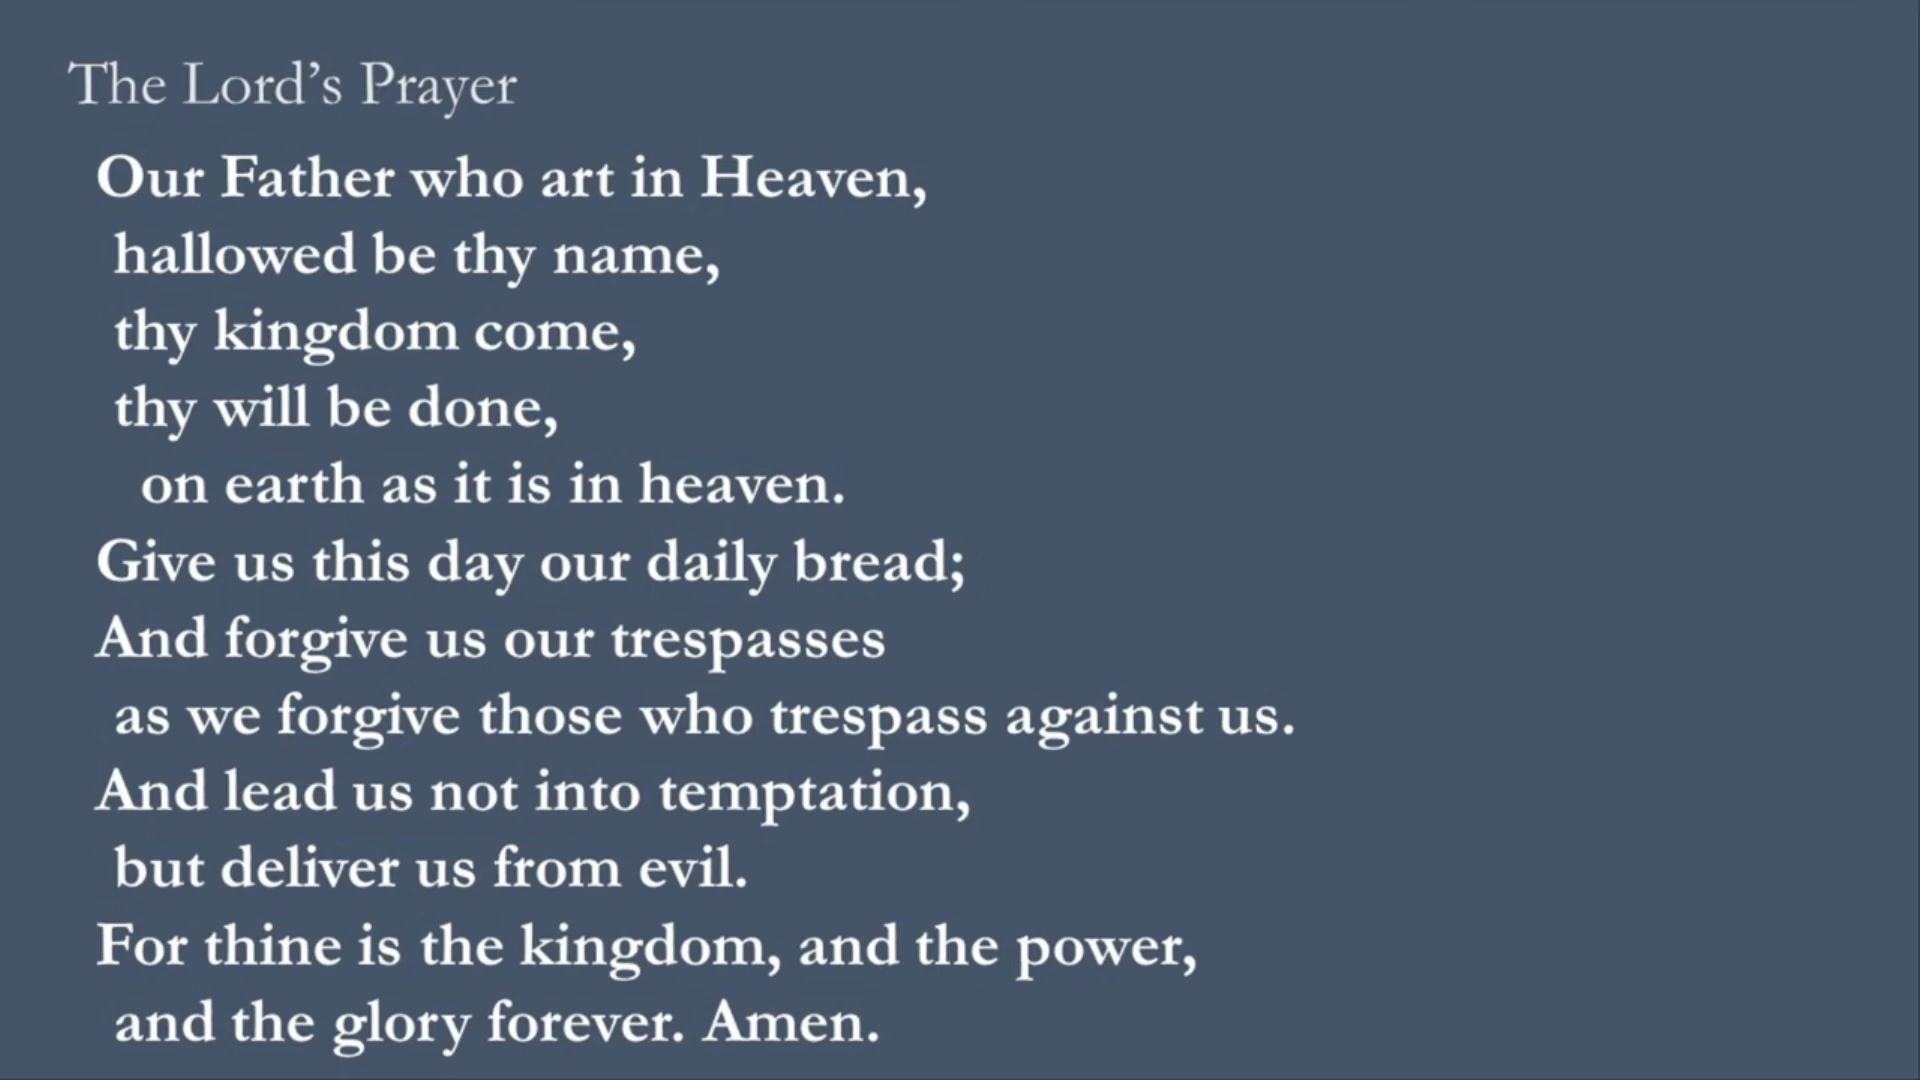 The Lord’s Prayer
Our Father who art in Heaven,
hallowed be thy name,
thy kingdom come,
thy will be done,
on earth as it is in heaven.
Give us this day our daily bread;
And forgive us our trespasses
as we forgive those who trespass against us.
And lead us not into temptation,
but deliver us from evil.
For thine is the kingdom, and the power,
and the glory forever. Amen.